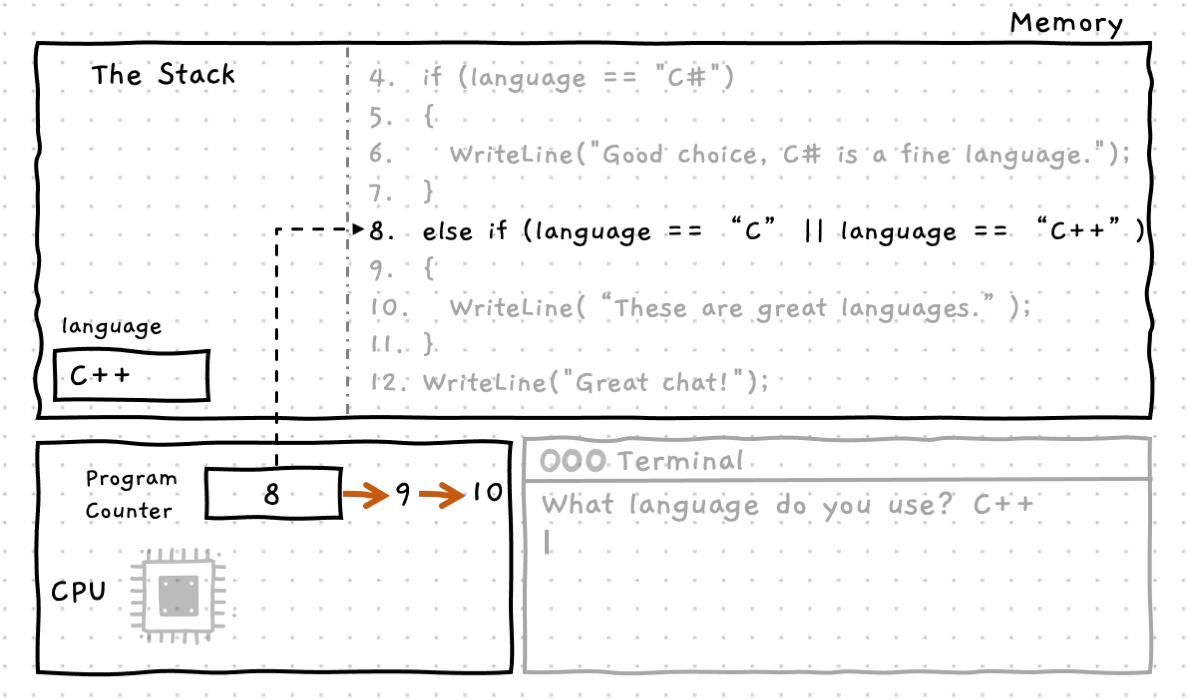 Memory
The Stack
4. if (language == "C#")
5. {
6. WriteLine("Good choice, C# is a fine language.");
7. }
8. else if (language == “C” || language == “C++” )
9. {
10. WriteLine( “These are great languages.” );
11. }
12. WriteLine("Great chat!");
language
C++
Program
Counter
8 9 10
CPU
Terminal
What language do you use? C++